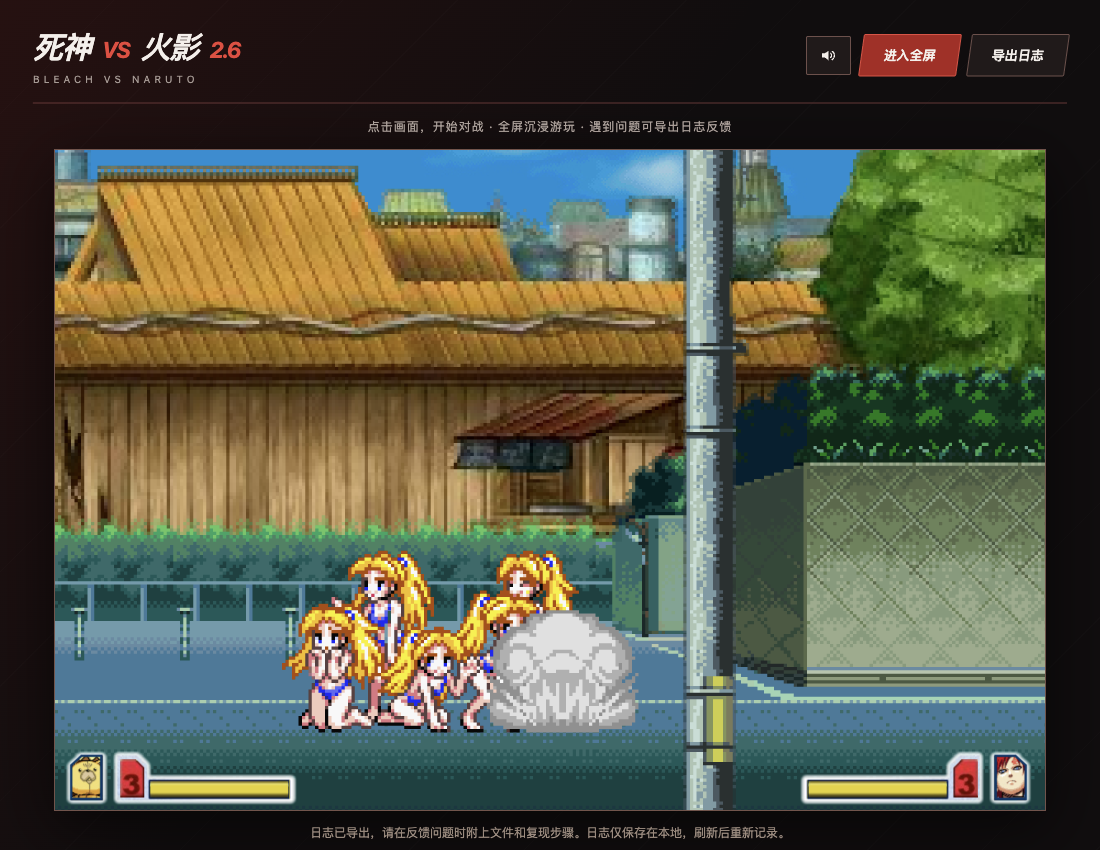 死神 VS 火影 2.6
BLEACH VS NARUTO
进入全屏
导出日志
点击画面，开始对战 · 全屏沉浸游玩 · 遇到问题可导出日志反馈
3
3
日志已导出，请在反馈问题时附上文件和复现步骤。日志仅保存在本地，刷新后重新记录。